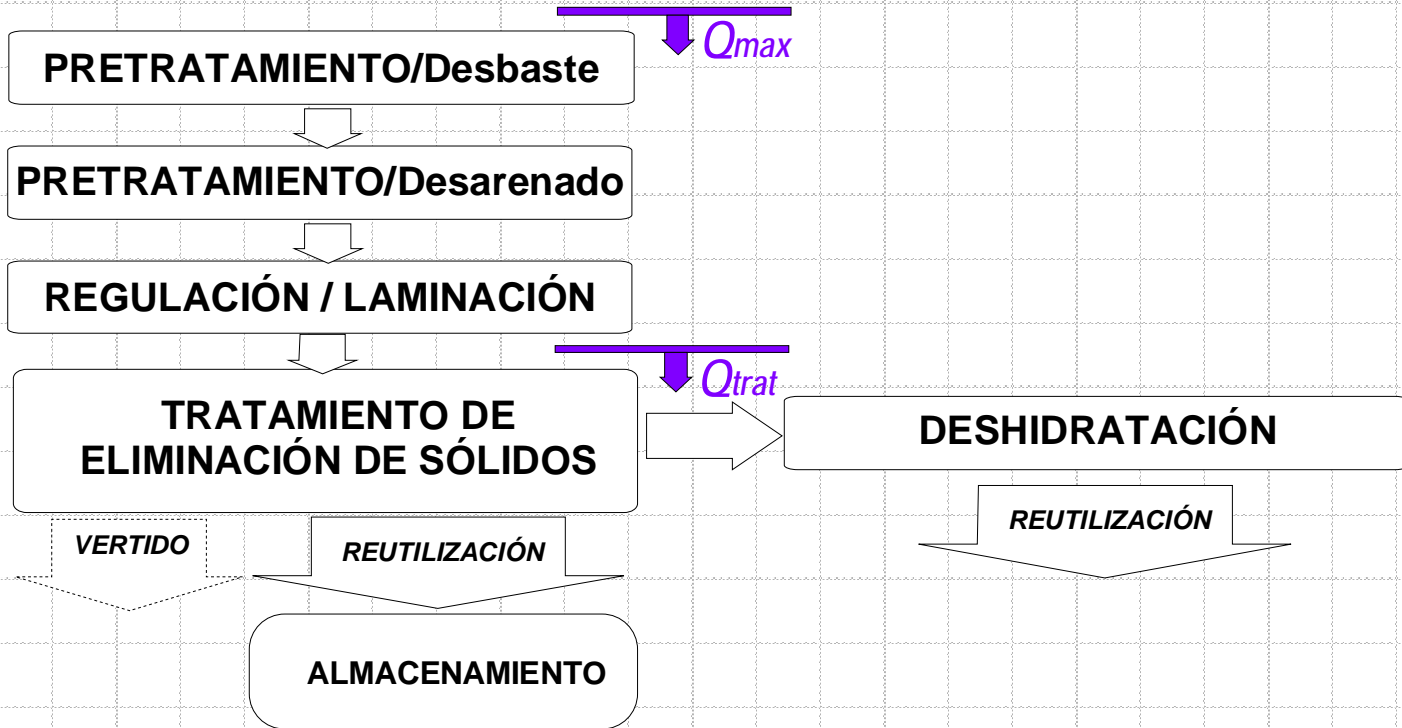 Qmax
PRETRATAMIENTO/Desbaste
PRETRATAMIENTO/Desarenado
REGULACIÓN / LAMINACIÓN
Qtrat
TRATAMIENTO DE
ELIMINACIÓN DE SÓLIDOS
DESHIDRATACIÓN
VERTIDO
REUTILIZACIÓN
REUTILIZACIÓN
ALMACENAMIENTO